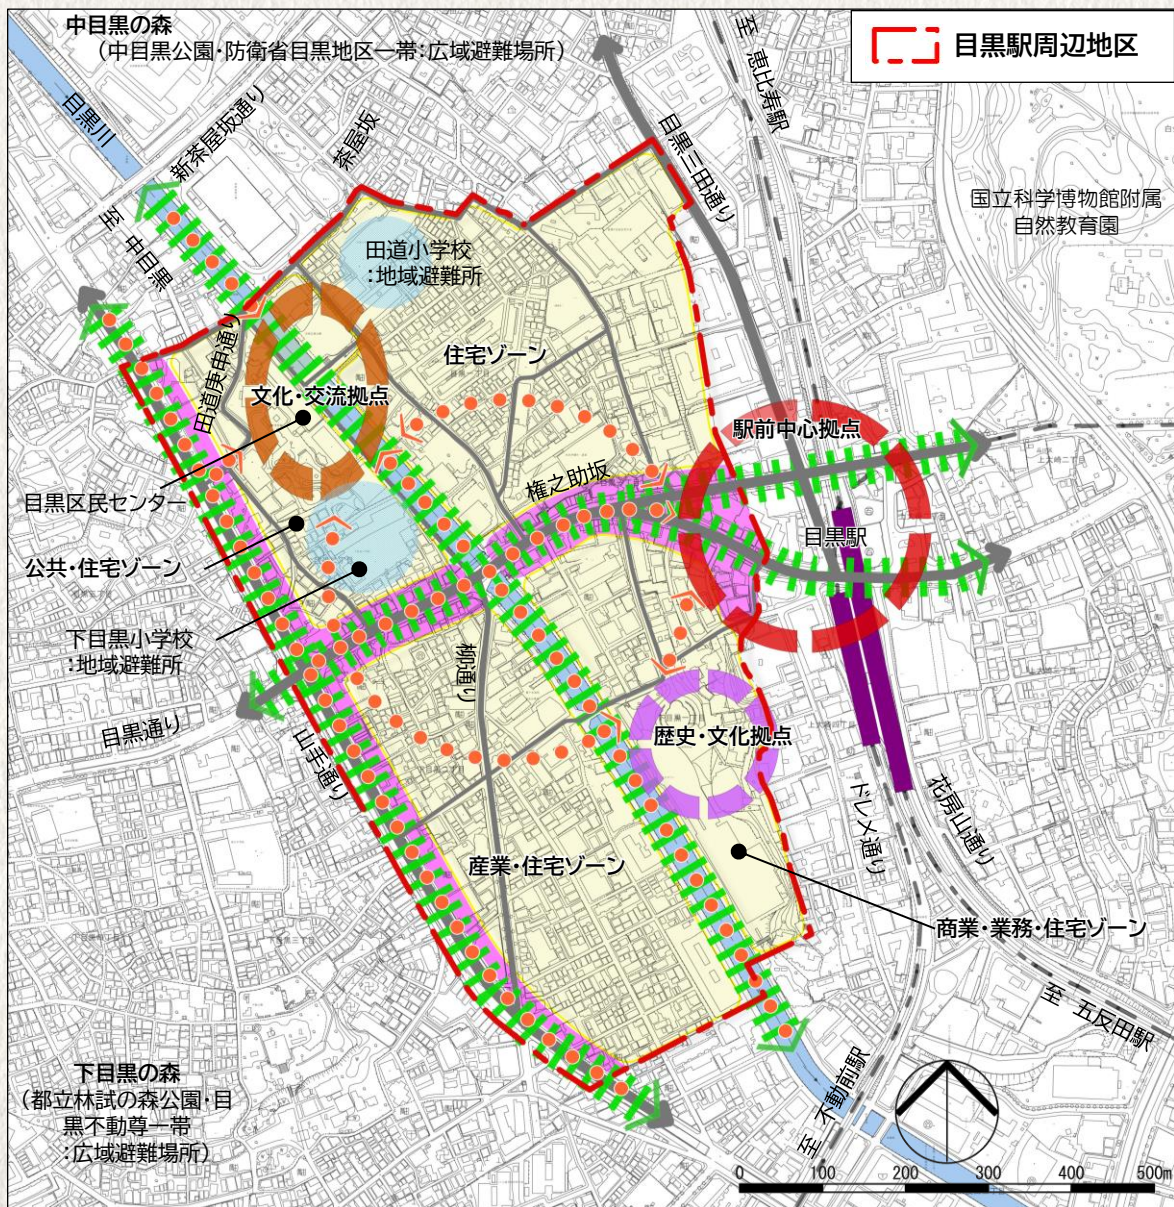 中目黒の森
（中目黒公園・防衛省目黒地区一帯：広域避難場所）
目黒駅周辺地区
至 恵比寿駅
目黒川
新茶屋坂通り
茶屋坂
目黒三田通り
国立科学博物館附属
自然教育園
至 中目黒
田道小学校
：地域避難所
田道庚申通り
住宅ゾーン
文化・交流拠点
駅前中心拠点
権之助坂
目黒区民センター
目黒駅
公共・住宅ゾーン
下目黒小学校
：地域避難所
柳通り
目黒通り
山手通り
歴史・文化拠点
ドレメ通り
花房山通り
産業・住宅ゾーン
商業・業務・住宅ゾーン
至 五反田駅
至 不動前駅
下目黒の森
（都立林試の森公園・目
黒不動尊一帯
：広域避難場所）
0 100 200 300 400 500m